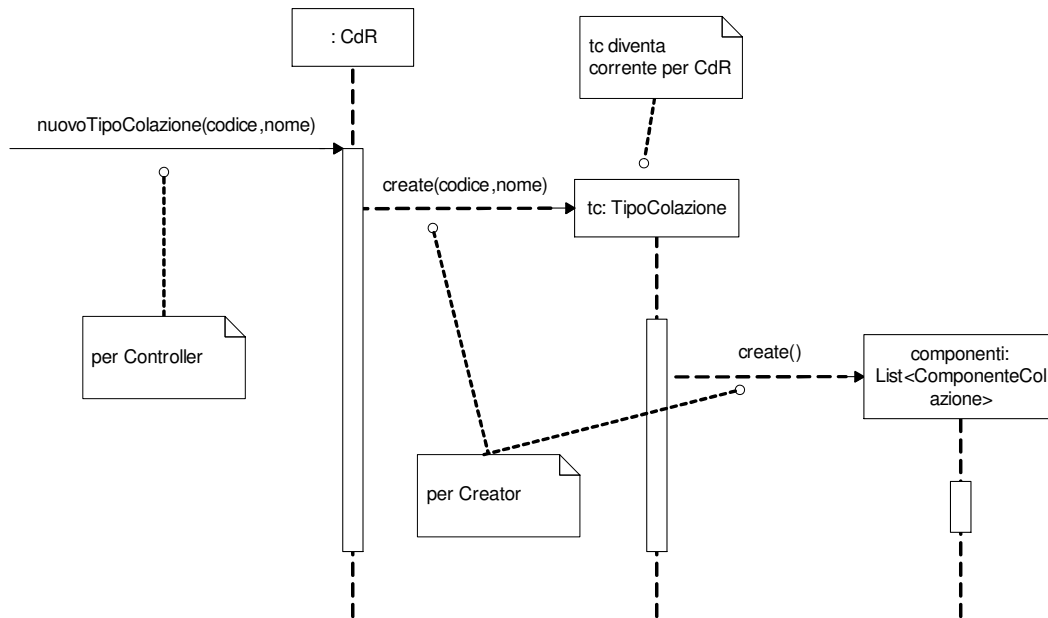 : CdR
tc diventa
corrente per CdR
nuovoTipoColazione(codice,nome)
create(codice,nome)
tc: TipoColazione
per Controller
create()
componenti:
List<ComponenteCol
azione>
per Creator